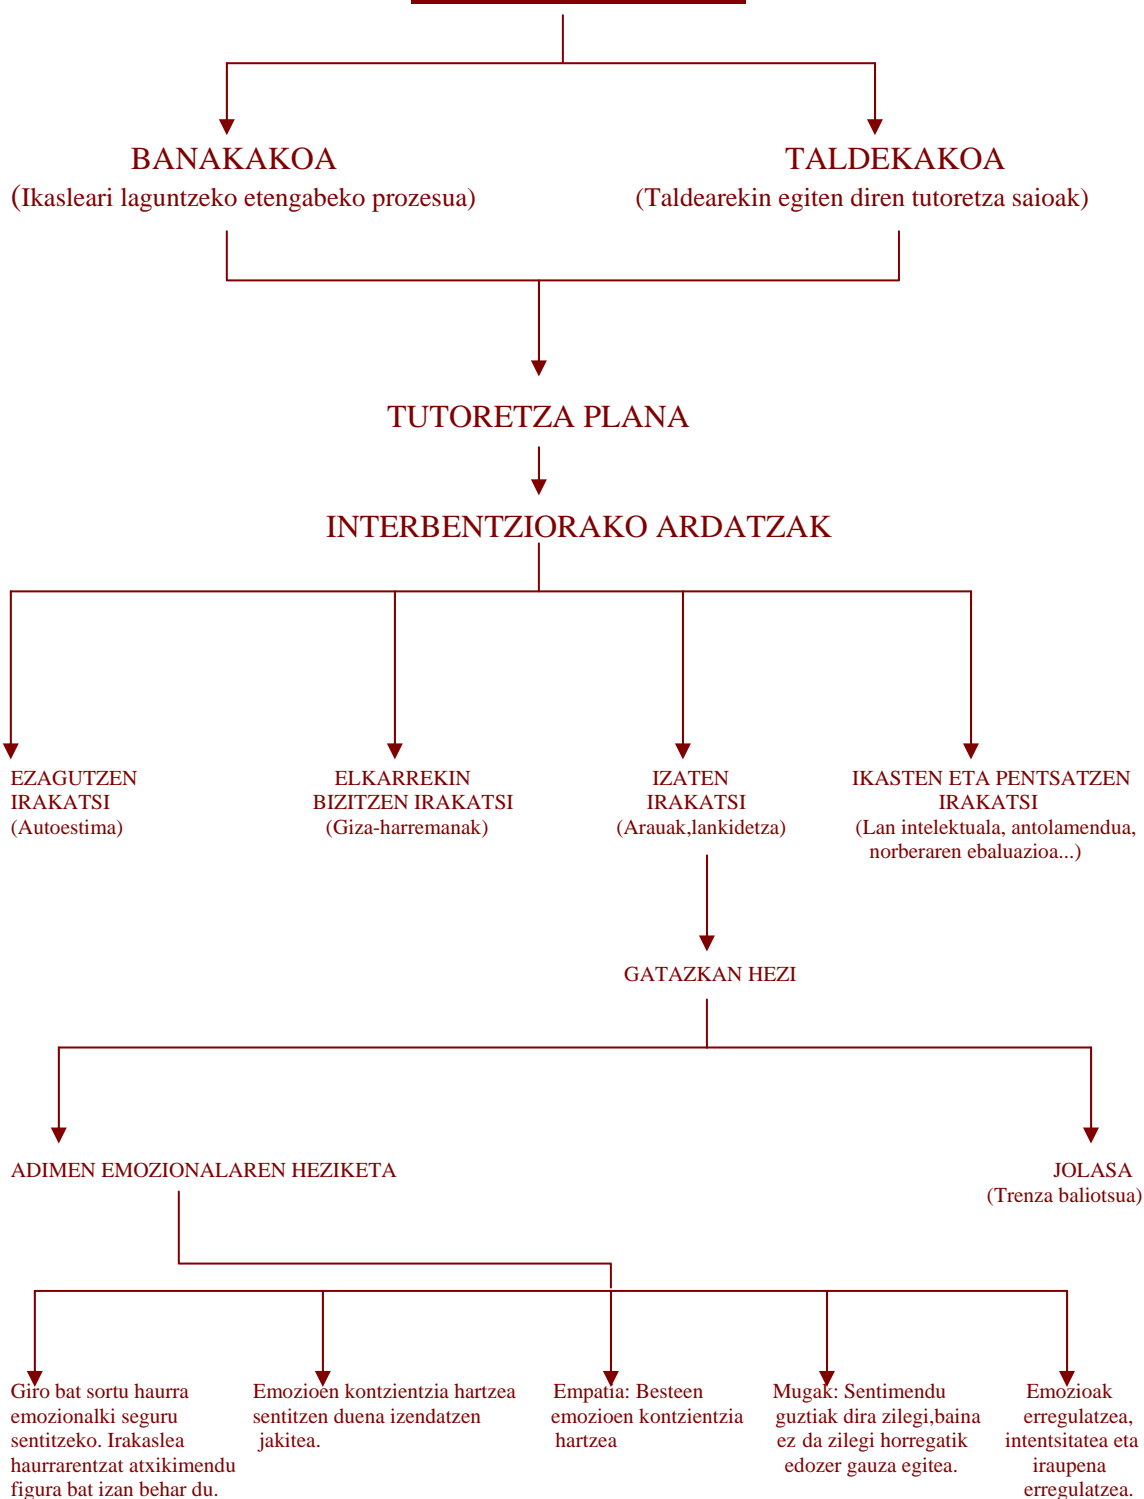 BANAKAKOA
(Ikasleari laguntzeko etengabeko prozesua)
TALDEKAKOA
(Taldearekin egiten diren tutoretza saioak)
TUTORETZA PLANA
INTERBENTZIORAKO ARDATZAK
EZAGUTZEN
IRAKATSI
(Autoestima)
ELKARREKIN
BIZITZEN IRAKATSI
(Giza-harremanak)
IZATEN
IRAKATSI
(Arauak,lankidetza)
IKASTEN ETA PENTSATZEN
IRAKATSI
(Lan intelektuala, antolamendua,
norberaren ebaluazioa...)
GATAZKAN HEZI
ADIMEN EMOZIONALAREN HEZIKETA
JOLASA
(Trenza baliotsua)
Giro bat sortu haurra
emozionalki seguru
sentitzeko. Irakaslea
haurrarentzat atxikimendu
figura bat izan behar du.
Emozioen kontzientzia hartzea
sentitzen duena izendatzen
jakitea.
Empatia: Besteen
emozioen kontzientzia
hartzea
Mugak: Sentimendu
guztiak dira zilegi,baina
ez da zilegi horregatik
edozer gauza egitea.
Emozioak
erregulatzea,
intentsitatea eta
iraupena
erregulatzea.